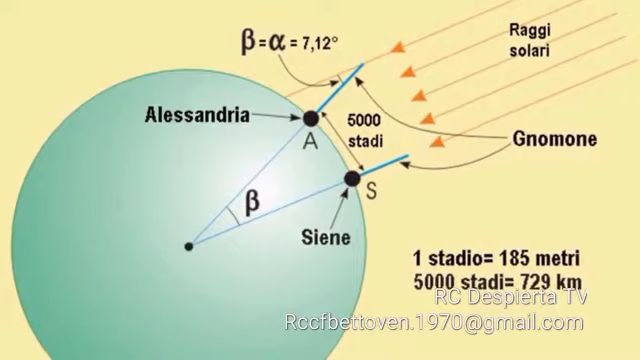 β=α= 7,12°
Raggi
solari
Alessandria
5000
stadi
A
Gnomone
β
S
Siene
1 stadio= 185 metri
5000 stadi= 729 km
RC Despierta TV
Rccfbettoven.1970@gmail.com